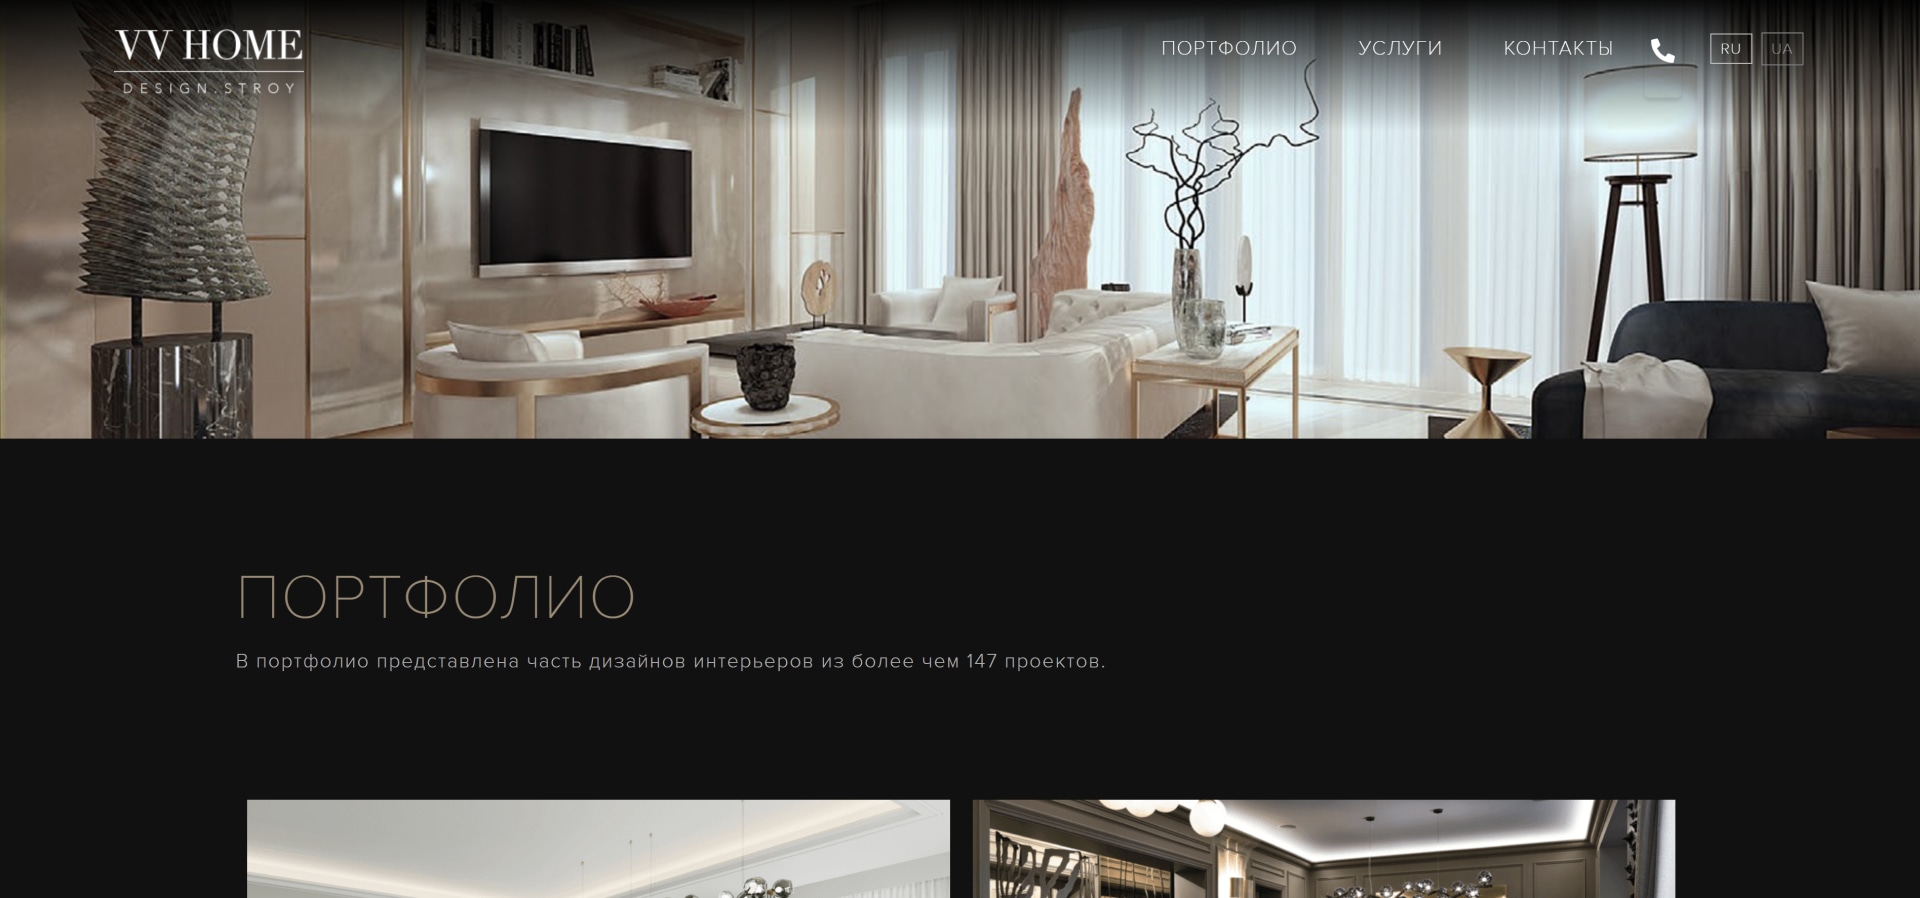 VV HOME
DESIGN.STROY
ПОРТФОЛИО
УСЛУГИ
КОНТАКТЫ
RU
UA
ПОРТФОЛИО
В портфолио представлена часть дизайнов интерьеров из более чем 147 проектов.